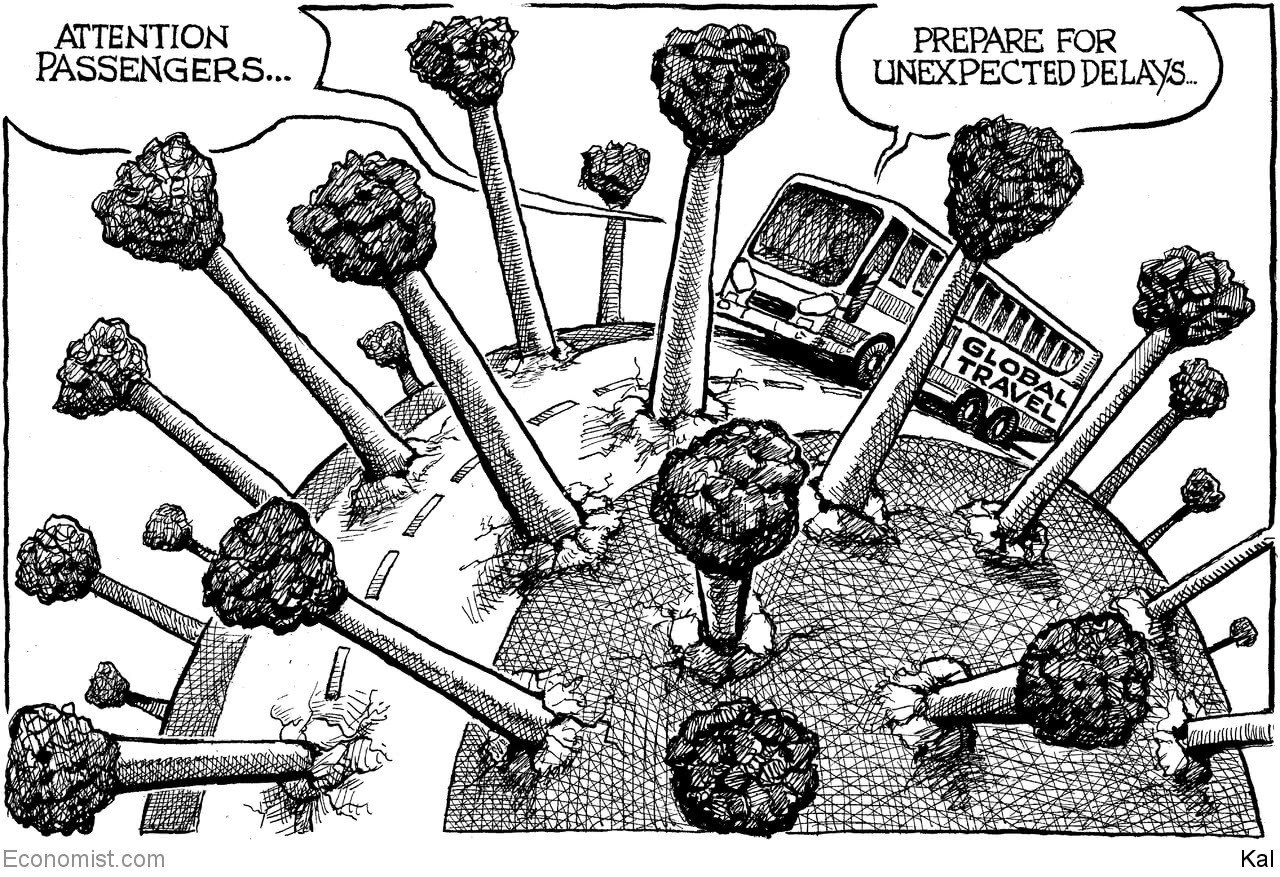 ATTENTION
PASSENGERS...
PREPARE FOR
UNEXPECTED DELAYS...
GLOBAL
TRAVEL
Economist.com
Kal